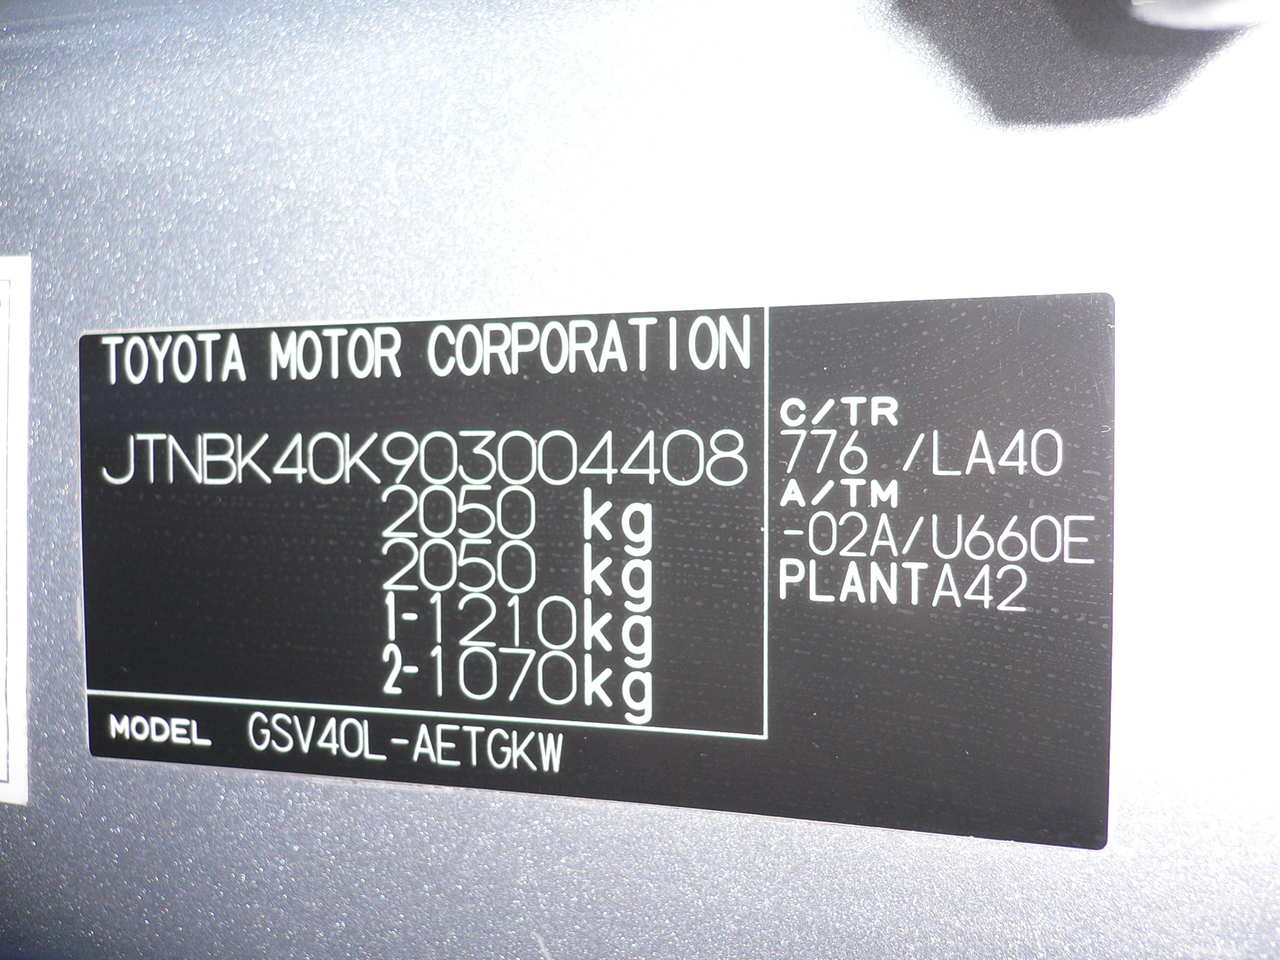 TOYOTA MOTOR CORPORATION
JTNBK40K903004408
2050 kg
2050 kg
1-1210kg
2-1070kg
MODEL GSV40L-AETGKW
C/TR
776 /LA40
A/TM
-02A/U660E
PLANTA42